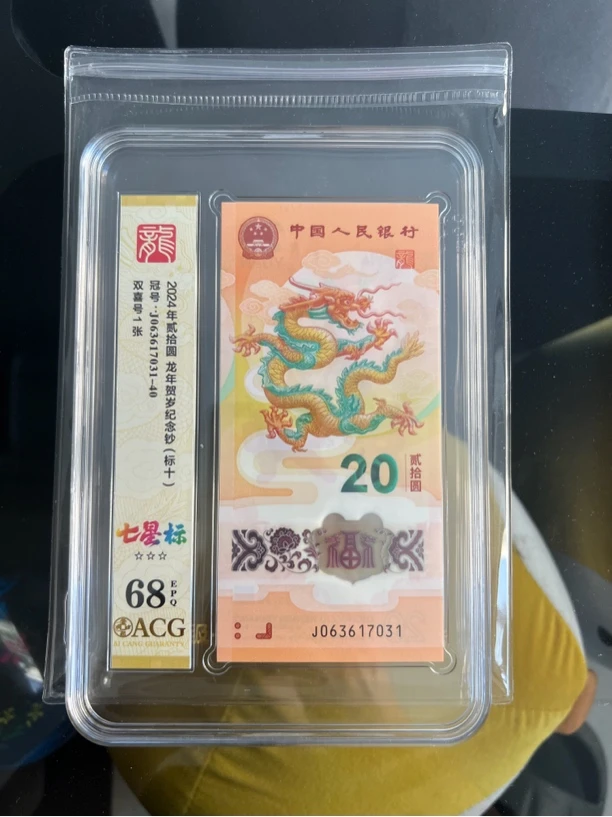 龍
2024年贰拾圆 龙年贺岁纪念钞(标十)
冠号:J063617031-40
双喜号1张
七星标
☆☆☆
68 EPQ
ACG
中国人民银行
20
贰拾圆
福
J063617031